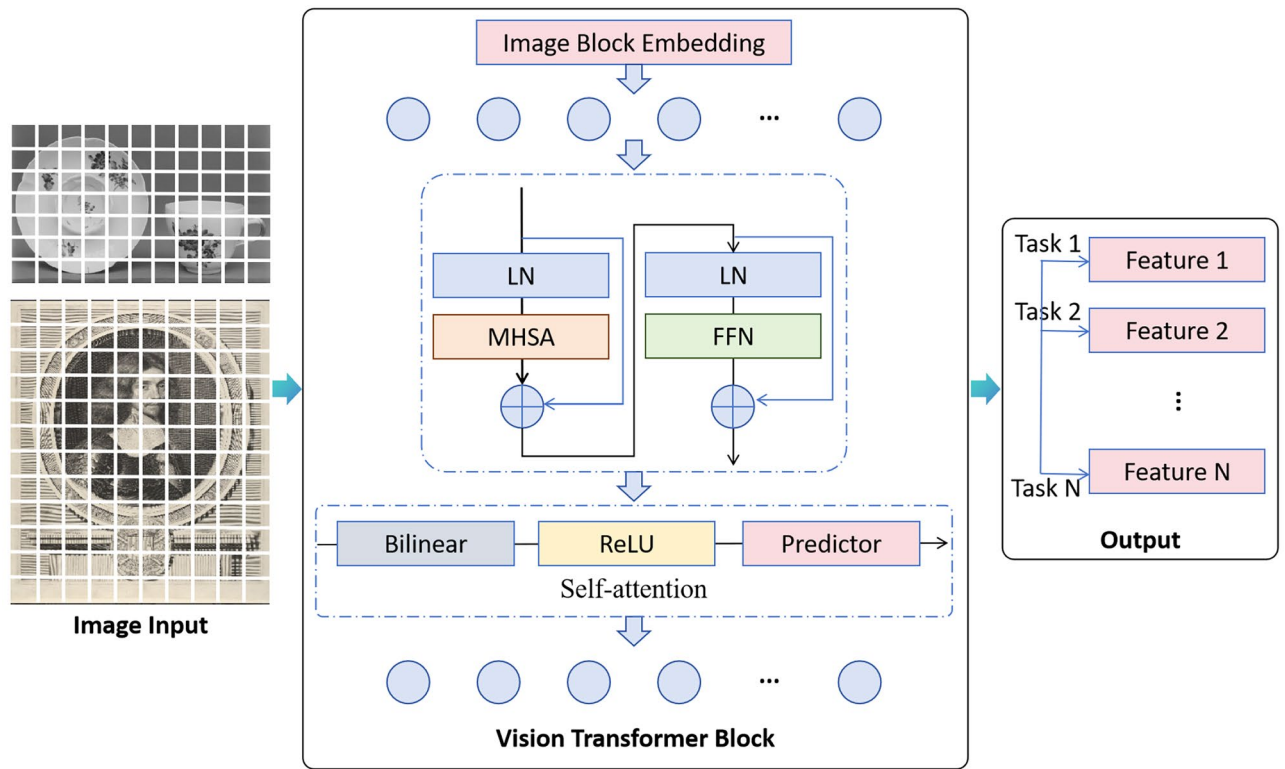 Image Block Embedding
...
LN
MHSA
LN
FFN
Bilinear
ReLU
Predictor
Self-attention
...
Vision Transformer Block
Image Input
Task 1
Feature 1
Task 2
Feature 2
...
Task N
Feature N
Output